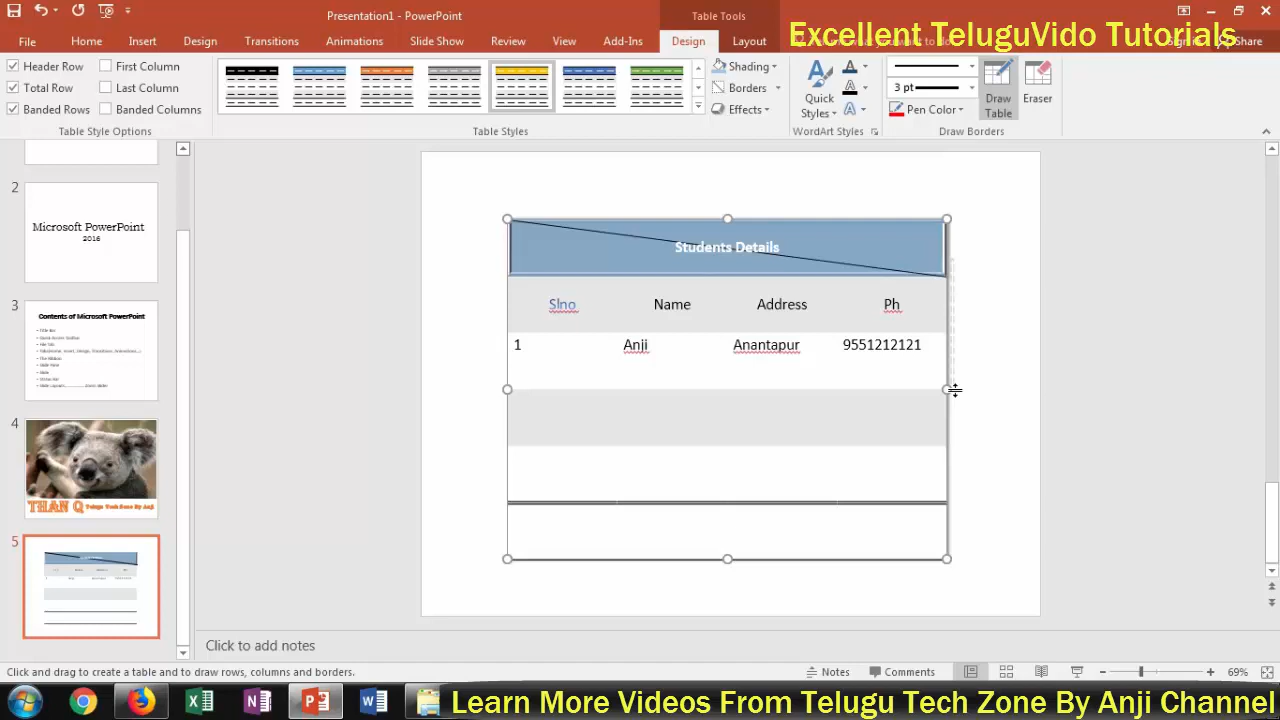 Presentation1 - PowerPoint
Table Tools
Excellent TeluguVido Tutorials
File Home Insert Design Transitions Animations Slide Show Review View Add-Ins Design Layout Share
Header Row First Column
Total Row Last Column
Banded Rows Banded Columns
Table Style Options
Table Styles
Shading
Borders
Effects
Quick
Styles
WordArt Styles
3 pt
Pen Color
Draw
Table
Eraser
Draw Borders
2
Microsoft PowerPoint
2016
3
Contents of Microsoft PowerPoint
4
THAN Q Telugu Tech Zone By Anji
5
Students Details
Slno Name Address Ph
1 Anji Anantapur 9551212121
Click to add notes
Click and drag to create a table and to draw rows, columns and borders.
Notes Comments 69%
Learn More Videos From Telugu Tech Zone By Anji Channel